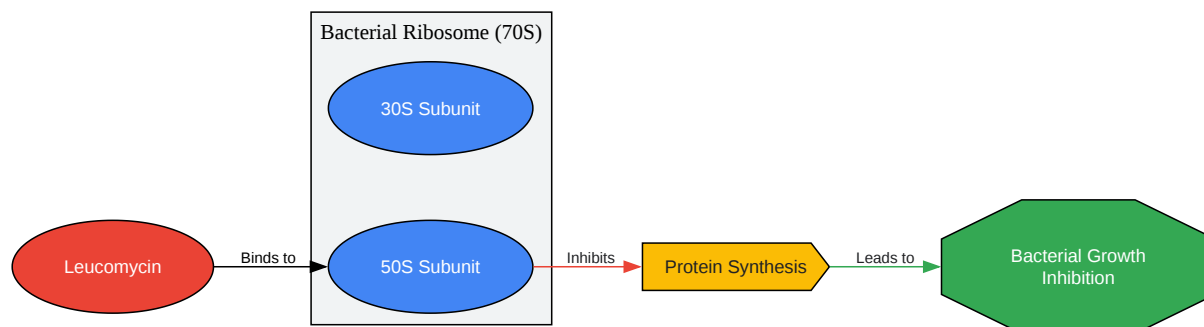 Bacterial Ribosome (70S)
30S Subunit
Leucomycin
Binds to
50S Subunit
Inhibits
Protein Synthesis
Leads to
Bacterial Growth
Inhibition